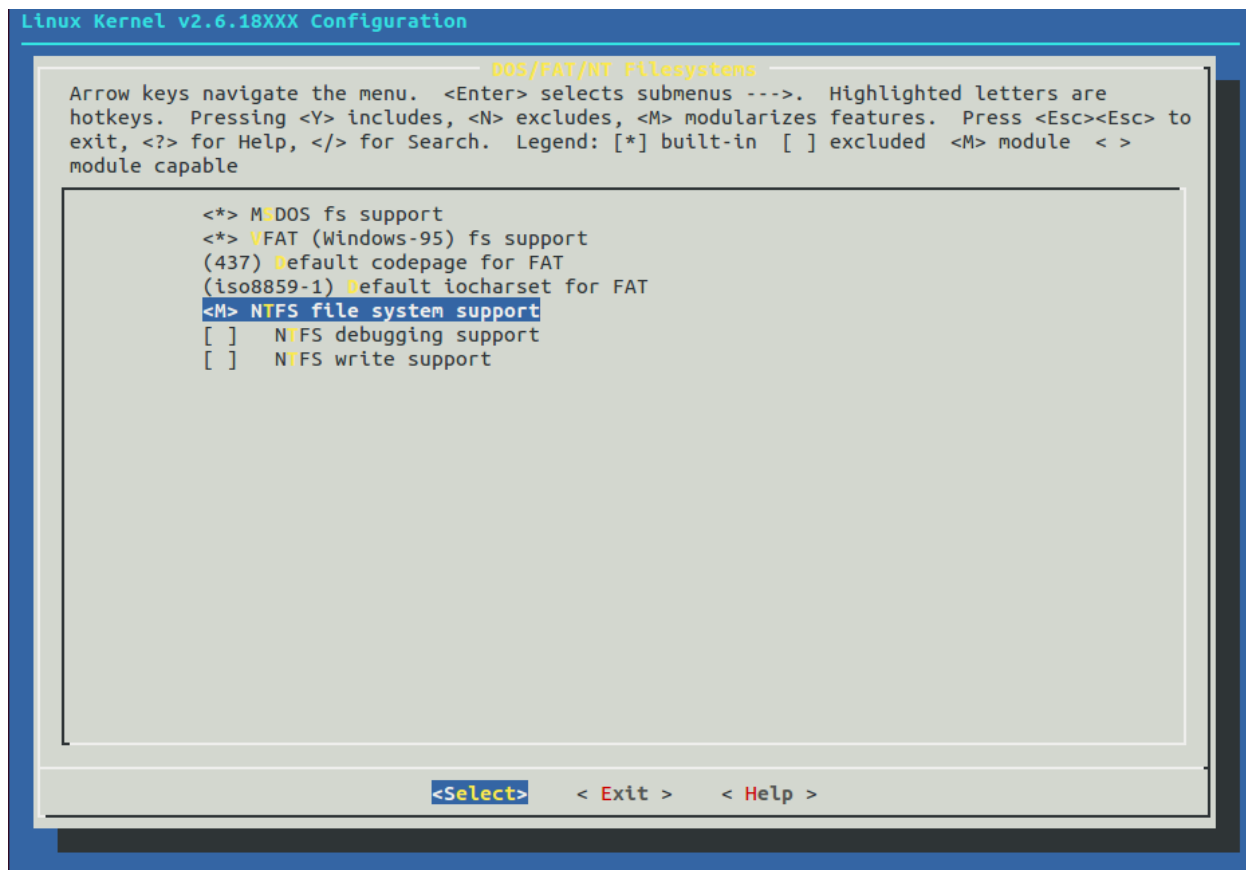 Linux Kernel v2.6.18XXX Configuration
DOS/FAT/NT Filesystems
Arrow keys navigate the menu.  <Enter> selects submenus --->.  Highlighted letters are
hotkeys.  Pressing <Y> includes, <N> excludes, <M> modularizes features.  Press <Esc><Esc> to
exit, <?> for Help, </> for Search.  Legend: [*] built-in  [ ] excluded  <M> module  < >
module capable
<*> MSDOS fs support
<*> VFAT (Windows-95) fs support
(437) Default codepage for FAT
(iso8859-1) Default iocharset for FAT
<M> NTFS file system support
[ ]   NTFS debugging support
[ ]   NTFS write support
<Select>    < Exit >    < Help >